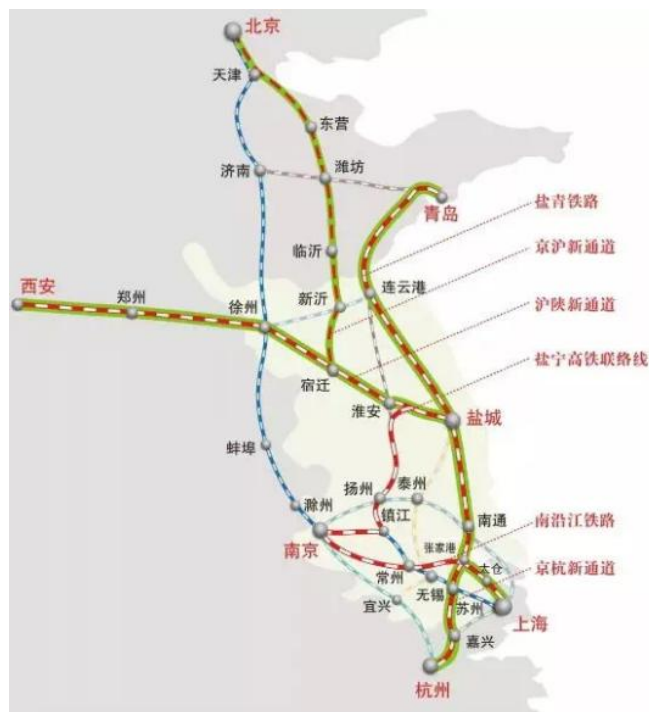 北京
天津
东营
济南
潍坊
青岛
盐青铁路
临沂
京沪新通道
西安
郑州
徐州
新沂
连云港
沪陕新通道
宿迁
盐宁高铁联络线
淮安
盐城
蚌埠
滁州
扬州
泰州
镇江
南通
南京
张家港
南沿江铁路
常州
太仓
京杭新通道
无锡
宜兴
苏州
上海
嘉兴
杭州